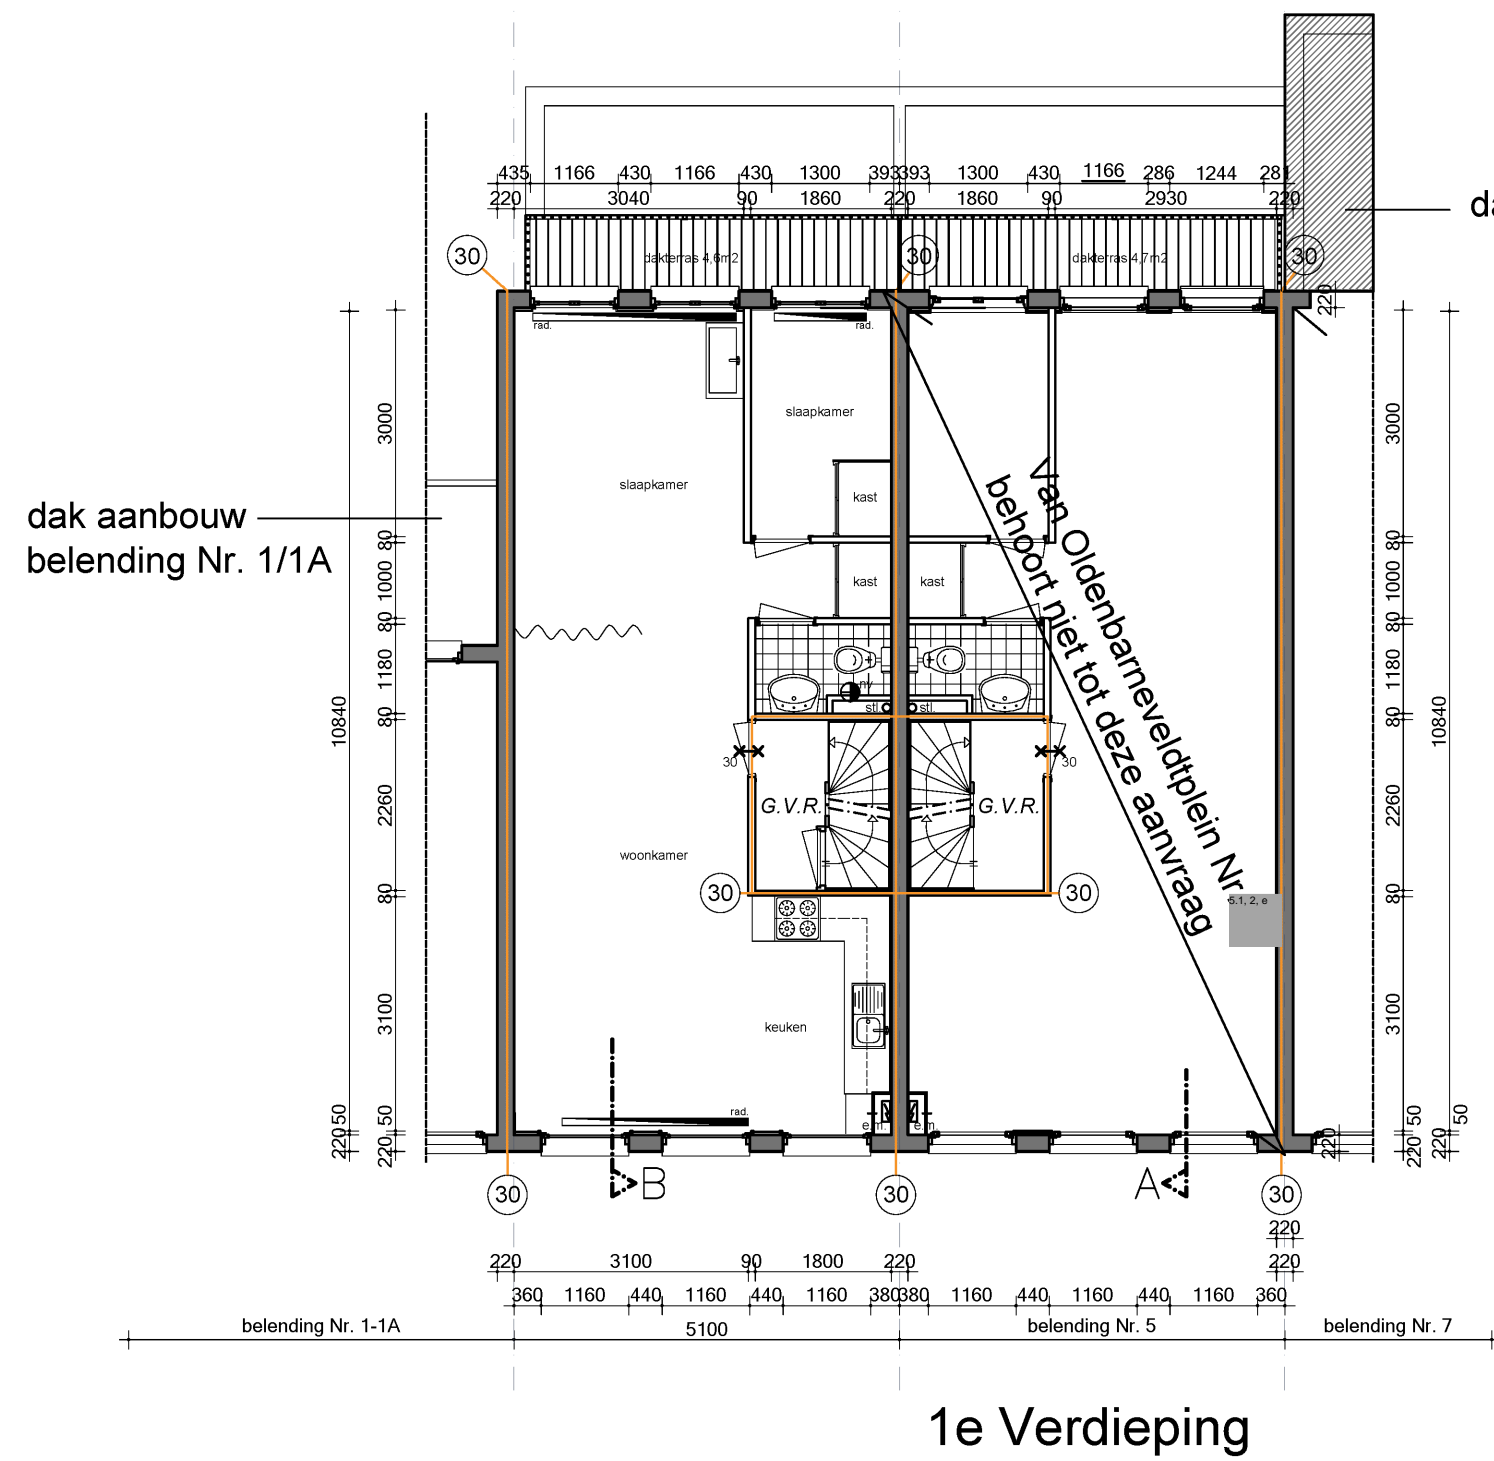 435 1166 430 1166 430 1300 393 393 1300 430 1166 286 1244 281
220 3040 90 1860 220 1860 90 2930 220
da
30 dakterras 4,6m2 30 dakterras 4,7m2 30
220
rad. rad.
slaapkamer
slaapkamer
kast
kast kast
dak aanbouw
belending Nr. 1/1A
Van Oldenbarneveldtplein Nr.
behoort niet tot deze aanvraag
5.1, 2, e
nv
stl. stl.
30 30
G.V.R. G.V.R.
woonkamer
30 30
keuken
rad.
e.m. e.m.
10840
50
220
3000
80
1000
80
1180
80
2260
80
3100
50
220
3000
80
1000
80
1180
80
2260
80
3100
50
220
10840
50
220
220 220
B A
30 30 30
220
220 3100 90 1800 220 220
360 1160 440 1160 440 1160 380 380 1160 440 1160 440 1160 360
belending Nr. 1-1A 5100 belending Nr. 5 belending Nr. 7
1e Verdieping